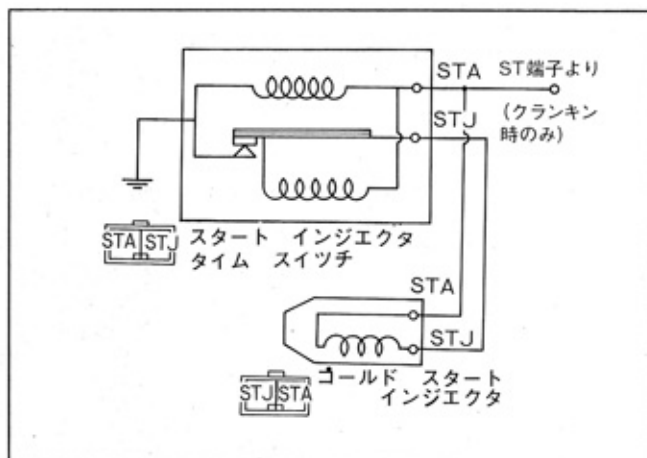 STA ST端子より
STJ (クランキン
時のみ)
STA STJ
スタート インジエクタ
タイム スイツチ
STA
STJ
コールド スタート
インジエクタ
STJ STA